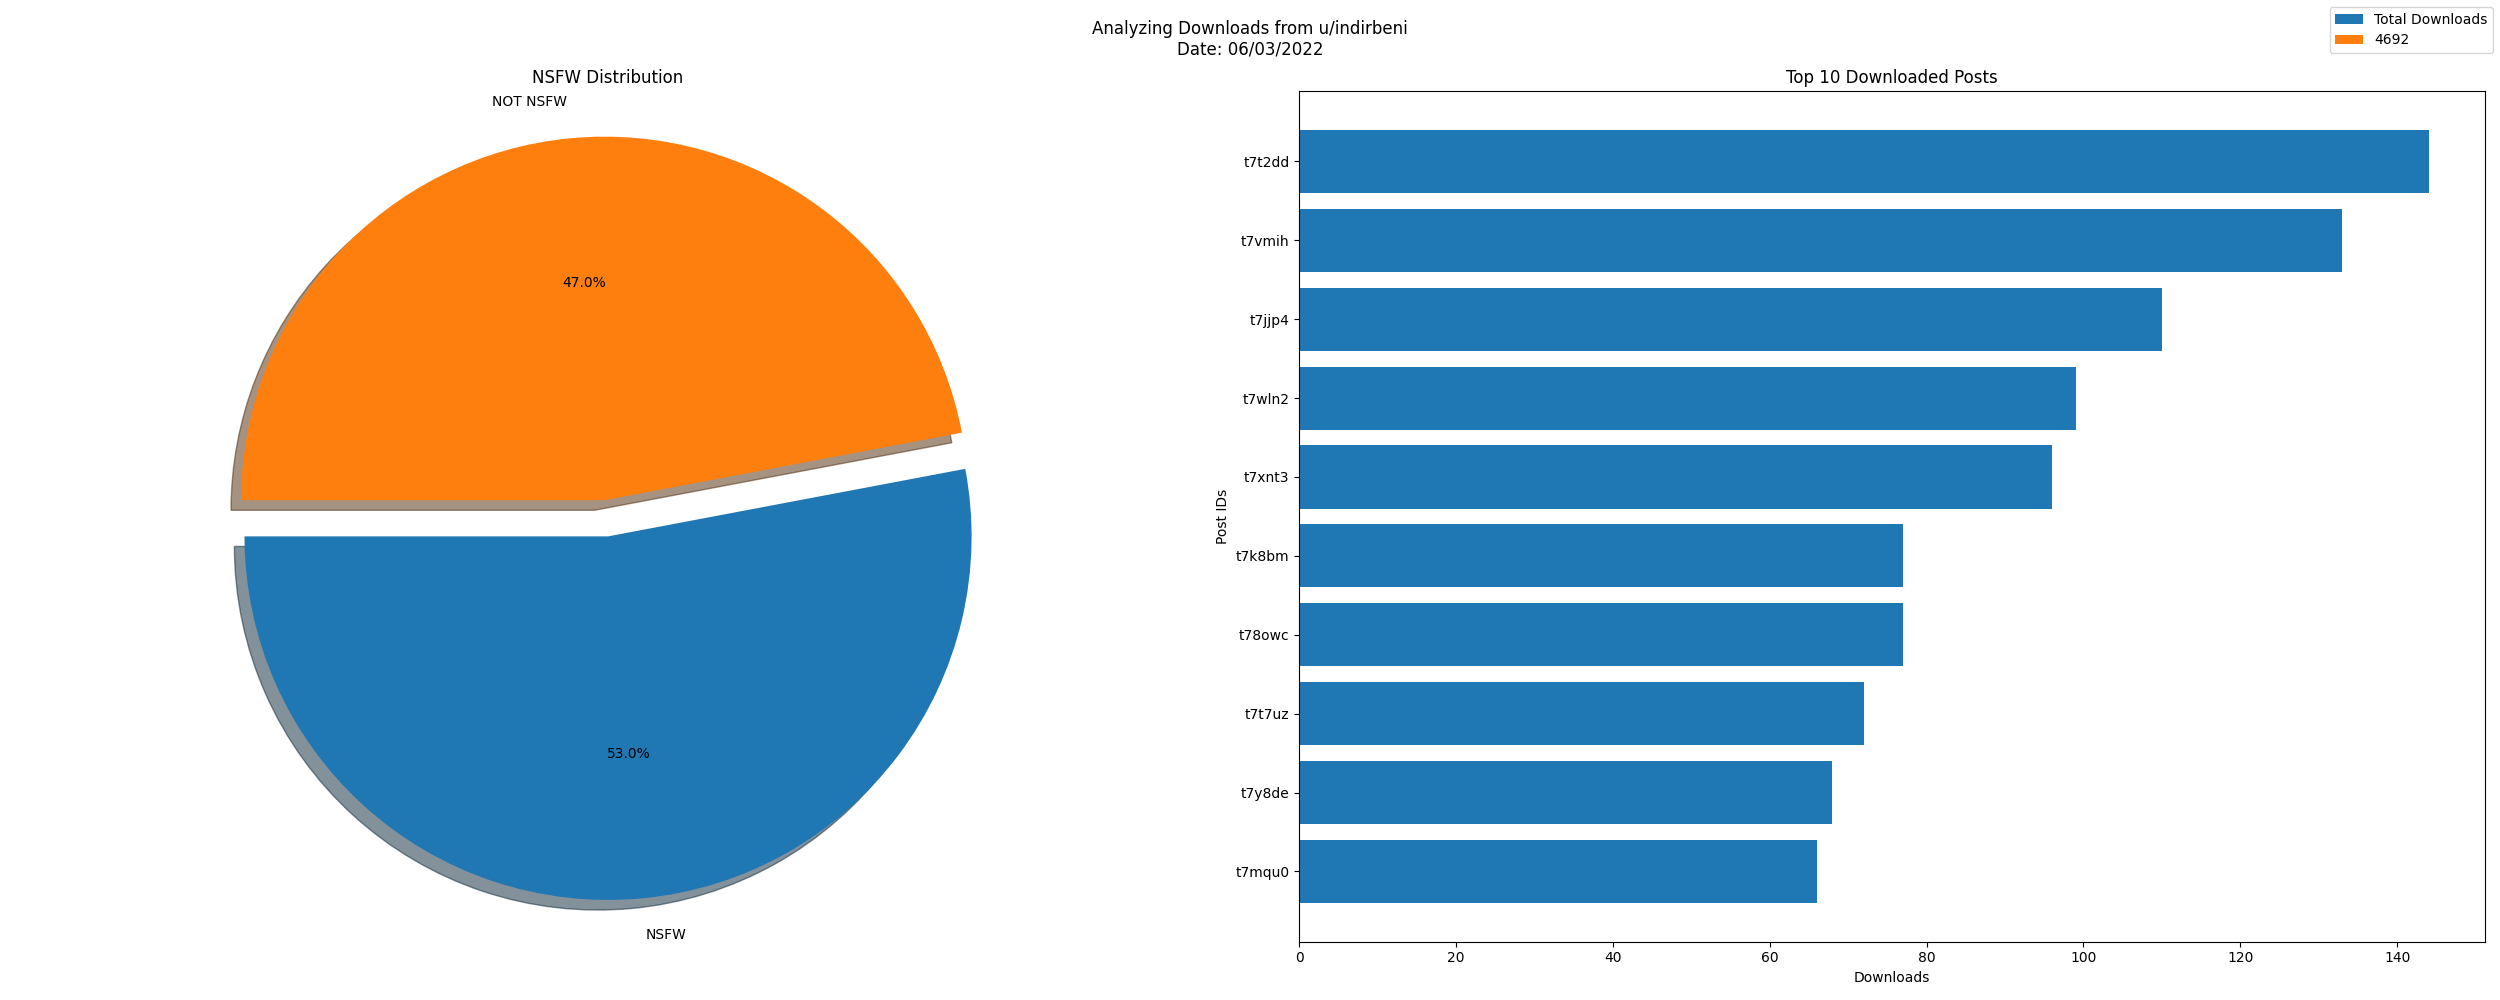 Analyzing Downloads from u/indirbeni
Date: 06/03/2022
Total Downloads
4692
NSFW Distribution
NOT NSFW
47.0%
53.0%
NSFW
Top 10 Downloaded Posts
Post IDs
t7t2dd
t7vmih
t7jjp4
t7wln2
t7xnt3
t7k8bm
t78owc
t7t7uz
t7y8de
t7mqu0
0 20 40 60 80 100 120 140
Downloads